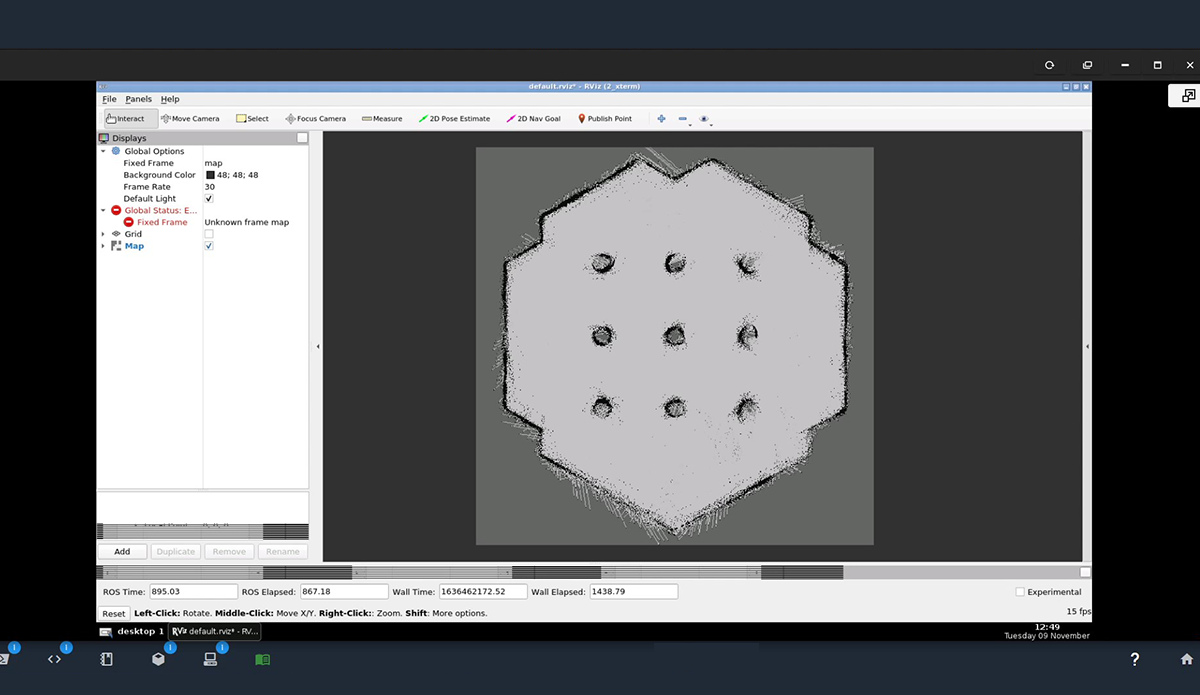 default.rviz* - RViz (2_xterm)
File Panels Help
Interact Move Camera Select Focus Camera Measure 2D Pose Estimate 2D Nav Goal Publish Point
Displays
Global Options
Fixed Frame map
Background Color 48; 48; 48
Frame Rate 30
Default Light ✓
Global Status: E...
Fixed Frame Unknown frame map
Grid
Map ✓
Add Duplicate Remove Rename
ROS Time: 895.03 ROS Elapsed: 867.18 Wall Time: 1636462172.52 Wall Elapsed: 1438.79 Experimental
Reset Left-Click: Rotate. Middle-Click: Move X/Y. Right-Click:: Zoom. Shift: More options. 15 fps
desktop 1 RViz default.rviz* - RV... 12:49
Tuesday 09 November